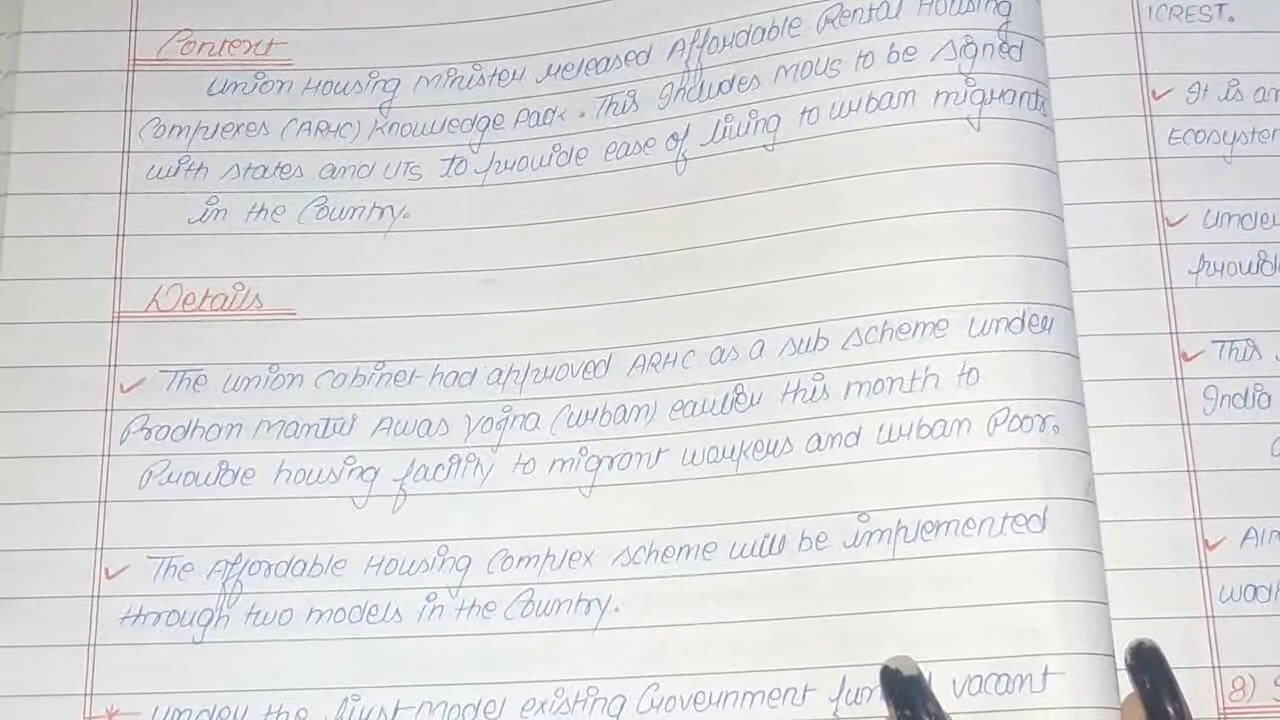 Context
Union Housing Minister released Affordable Rental Housing
Complexes (ARHC) Knowledge Pack. This Includes MOUs to be signed
with states and UTs To provide ease of living to urban migrants
in the Country.
Details
✓ The union cabinet had approved ARHC as a sub scheme under
Pradhan Mantri Awas Yojna (urban) earlier this month to
Provide housing facility to migrant workers and urban Poor.
✓ The Affordable Housing Complex scheme will be implemented
through two models in the Country.
Under the first model existing Government vacant
ICREST.
✓ It is an
Ecosystem
✓ Under
provid
✓ This
India
✓ Aim
wadh
8)